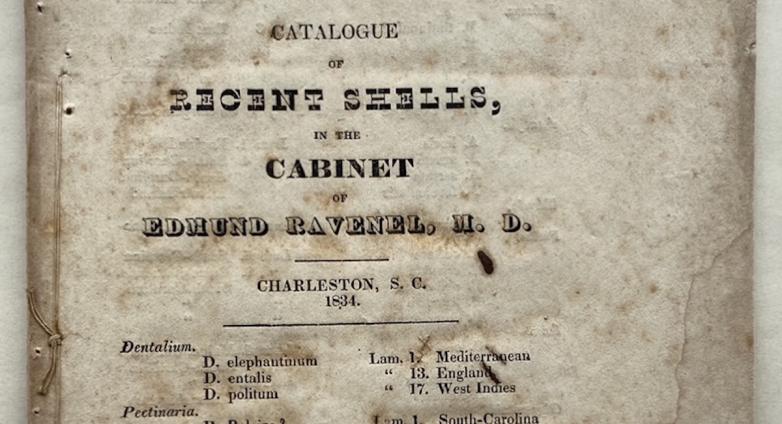 CATALOGUE
OF
RECENT SHELLS,
IN THE
CABINET
OF
EDMUND RAVENEL, M. D.
CHARLESTON, S. C.
1834.
Dentalium.
D. elephantinum Lam. 1. Mediterranean
D. entalis “ 13. England
D. politum “ 17. West Indies
Pectinaria.
Lam. 1. South-Carolina